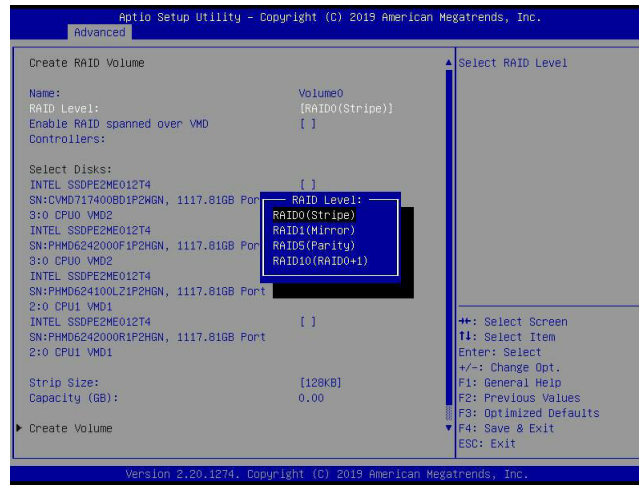 Aptio Setup Utility – Copyright (C) 2019 American Megatrends, Inc.
Advanced
Create RAID Volume
Name: Volume0
RAID Level: [RAID0(Stripe)]
Enable RAID spanned over VMD [ ]
Controllers:
Select Disks:
INTEL SSDPE2ME012T4 [ ]
SN:CVMD717400BD1P2WGN, 1117.81GB Por
3:0 CPU0 VMD2
INTEL SSDPE2ME012T4
SN:PHMD6242000F1P2HGN, 1117.81GB Por
3:0 CPU0 VMD2
INTEL SSDPE2ME012T4
SN:PHMD624100LZ1P2HGN, 1117.81GB Port
2:0 CPU1 VMD1
INTEL SSDPE2ME012T4 [ ]
SN:PHMD6242000R1P2HGN, 1117.81GB Port
2:0 CPU1 VMD1
Strip Size: [128KB]
Capacity (GB): 0.00
Create Volume
RAID Level:
RAID0(Stripe)
RAID1(Mirror)
RAID5(Parity)
RAID10(RAID0+1)
Select RAID Level
→←: Select Screen
↑↓: Select Item
Enter: Select
+/-: Change Opt.
F1: General Help
F2: Previous Values
F3: Optimized Defaults
F4: Save & Exit
ESC: Exit
Version 2.20.1274. Copyright (C) 2019 American Megatrends, Inc.